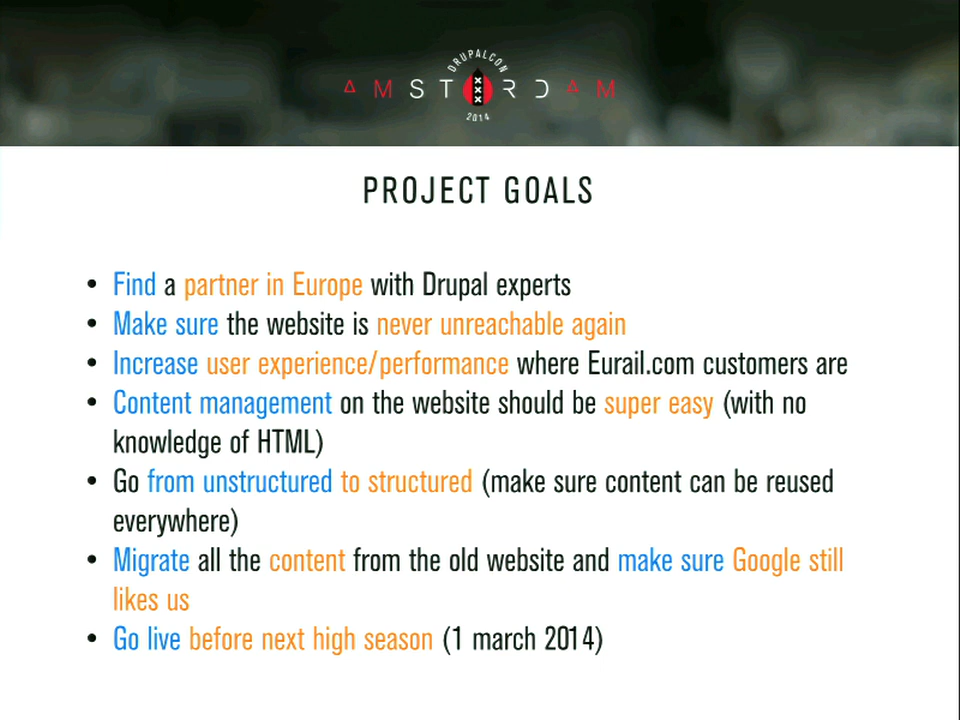 DRUPALCON
AMSTERDAM
2014
PROJECT GOALS
• Find a partner in Europe with Drupal experts
• Make sure the website is never unreachable again
• Increase user experience/performance where Eurail.com customers are
• Content management on the website should be super easy (with no
knowledge of HTML)
• Go from unstructured to structured (make sure content can be reused
everywhere)
• Migrate all the content from the old website and make sure Google still
likes us
• Go live before next high season (1 march 2014)